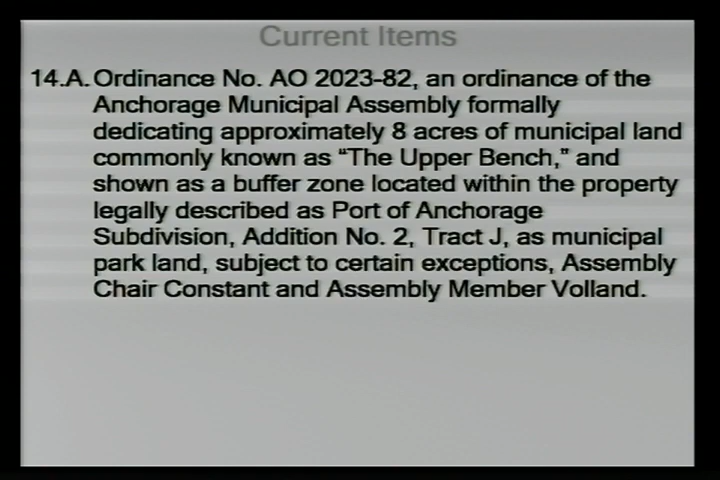 Current Items
14.A. Ordinance No. AO 2023-82, an ordinance of the
Anchorage Municipal Assembly formally
dedicating approximately 8 acres of municipal land
commonly known as “The Upper Bench,” and
shown as a buffer zone located within the property
legally described as Port of Anchorage
Subdivision, Addition No. 2, Tract J, as municipal
park land, subject to certain exceptions, Assembly
Chair Constant and Assembly Member Volland.